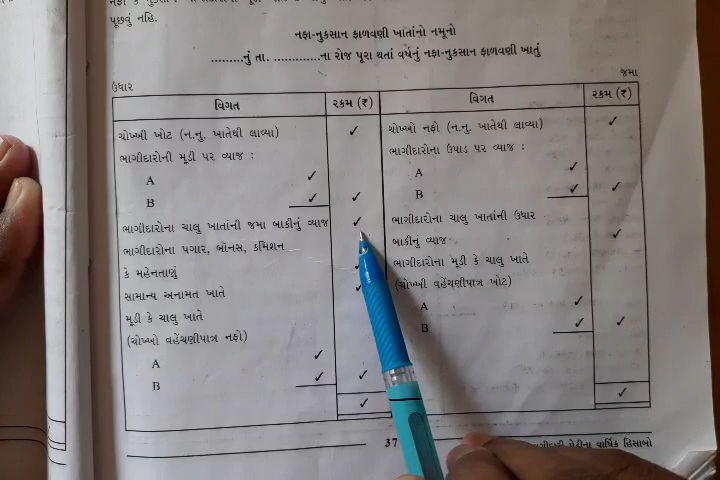 પૂછવું નહિ.
નફા-નુકસાન ફાળવણી ખાતાંનો નમૂનો
.........નું તા. .............ના રોજ પૂરા થતાં વર્ષનું નફા-નુકસાન ફાળવણી ખાતું
ઉધાર જમા
વિગત રકમ (₹) વિગત રકમ (₹)
ચોખ્ખી ખોટ (ન.નુ. ખાતેથી લાવ્યા) ✓
ભાગીદારોની મૂડી પર વ્યાજ :
A ✓
B ✓ ✓
ભાગીદારોના ચાલુ ખાતાંની જમા બાકીનું વ્યાજ ✓
ભાગીદારોના પગાર, બૉનસ, કમિશન
કે મહેનતાણું ✓
સામાન્ય અનામત ખાતે ✓
મૂડી કે ચાલુ ખાતે
(ચોખ્ખો વહેંચણીપાત્ર નફો)
A ✓
B ✓ ✓
✓
ચોખ્ખો નફો (ન.નુ. ખાતેથી લાવ્યા) ✓
ભાગીદારોના ઉપાડ પર વ્યાજ :
A ✓
B ✓ ✓
ભાગીદારોના ચાલુ ખાતાંની ઉધાર
બાકીનું વ્યાજ ✓
ભાગીદારોના મૂડી કે ચાલુ ખાતે
(ચોખ્ખી વહેંચણીપાત્ર ખોટ)
A ✓
B ✓ ✓
✓
37 પેઢીના વાર્ષિક હિસાબો